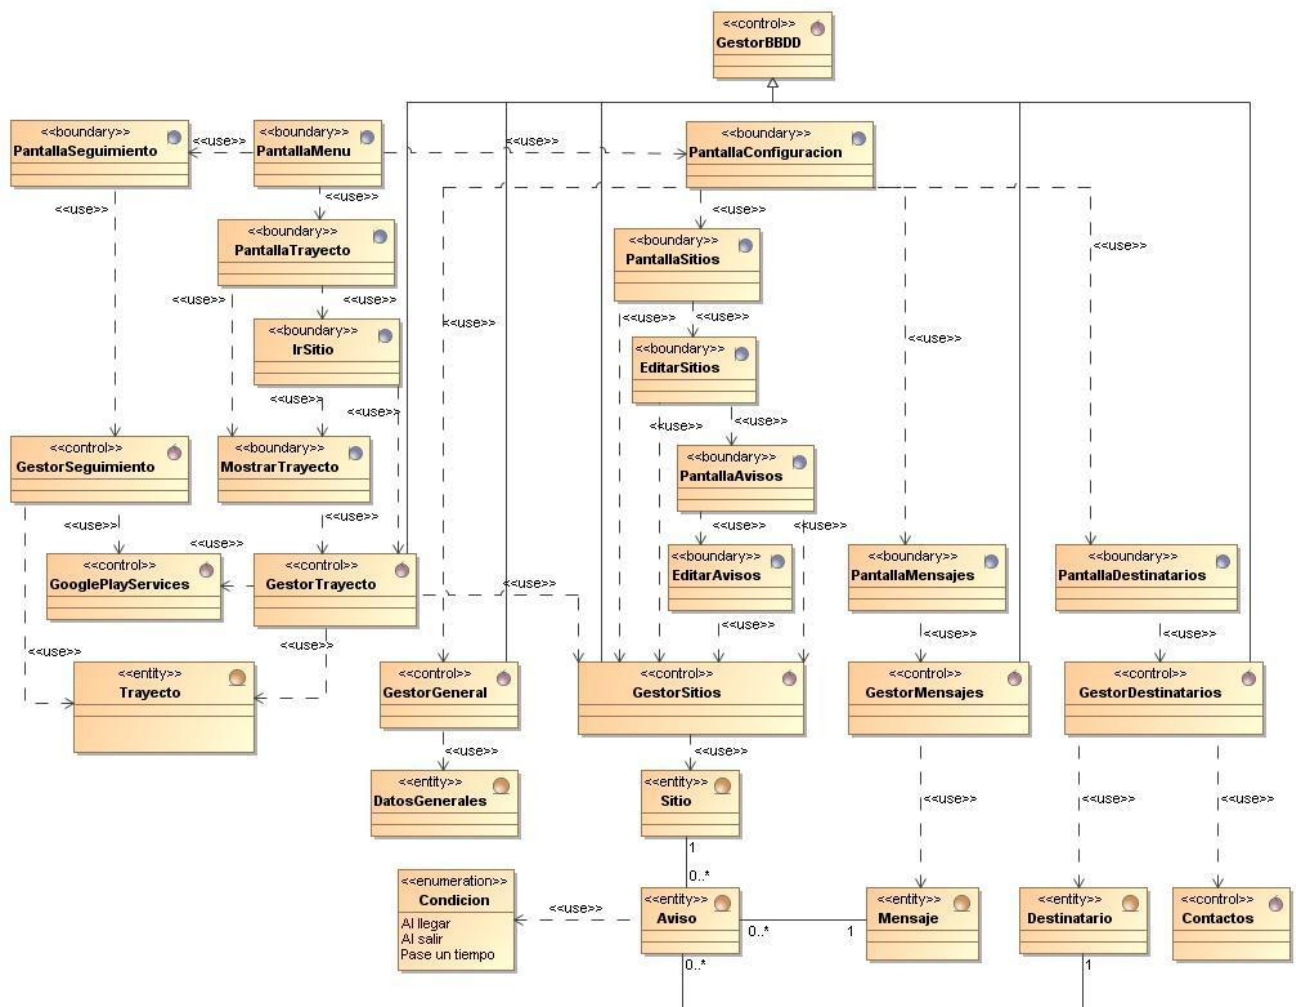 <<control>>
GestorBBDD
<<boundary>>
PantallaSeguimiento
<<use>>
<<boundary>>
PantallaMenu
<<use>>
<<boundary>>
PantallaConfiguracion
<<use>>
<<use>>
<<use>>
<<boundary>>
PantallaTrayecto
<<boundary>>
PantallaSitios
<<use>>
<<use>>
<<use>>
<<use>>
<<use>>
<<use>>
<<boundary>>
IrSitio
<<boundary>>
EditarSitios
<<use>>
<<use>>
<<use>>
<<use>>
<<use>>
<<control>>
GestorSeguimiento
<<boundary>>
MostrarTrayecto
<<boundary>>
PantallaAvisos
<<use>>
<<use>>
<<use>>
<<use>>
<<use>>
<<control>>
GooglePlayServices
<<control>>
GestorTrayecto
<<boundary>>
EditarAvisos
<<boundary>>
PantallaMensajes
<<boundary>>
PantallaDestinatarios
<<use>>
<<use>>
<<use>>
<<use>>
<<use>>
<<use>>
<<entity>>
Trayecto
<<control>>
GestorGeneral
<<control>>
GestorSitios
<<control>>
GestorMensajes
<<control>>
GestorDestinatarios
<<use>>
<<use>>
<<entity>>
DatosGenerales
<<entity>>
Sitio
<<use>>
<<use>>
<<use>>
1
0..*
<<enumeration>>
Condicion
Al llegar
Al salir
Pase un tiempo
<<use>>
<<entity>>
Aviso
0..*
1
<<entity>>
Mensaje
<<entity>>
Destinatario
<<control>>
Contactos
0..*
1